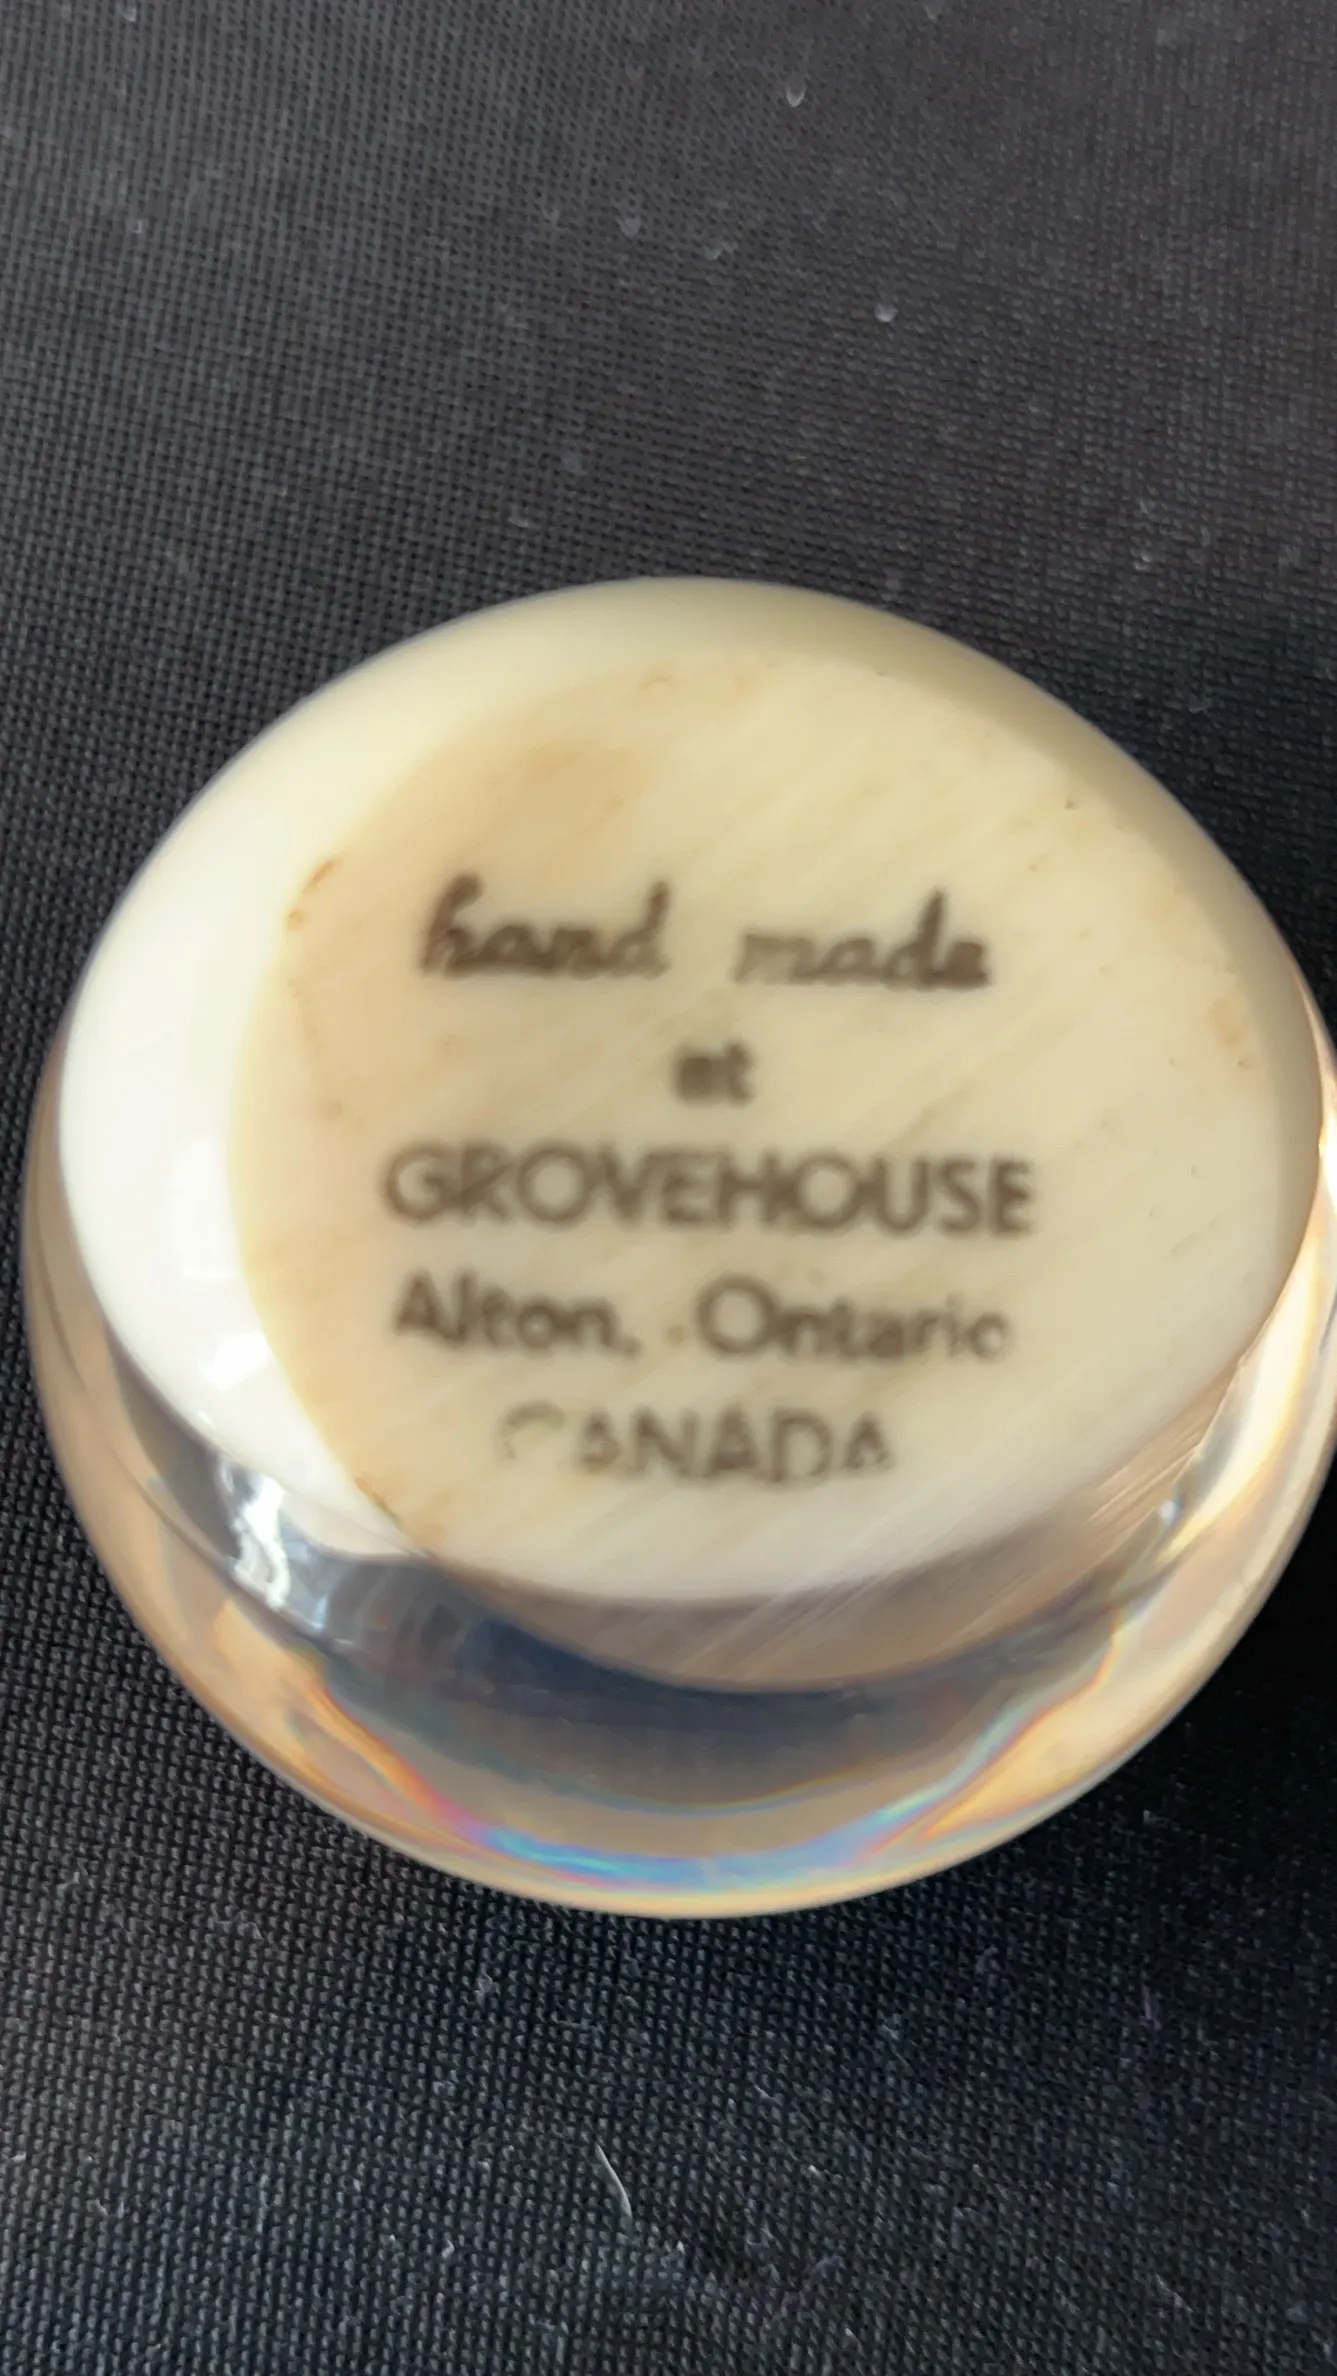 hand made
at
GROVEHOUSE
Alton, Ontario
CANADA